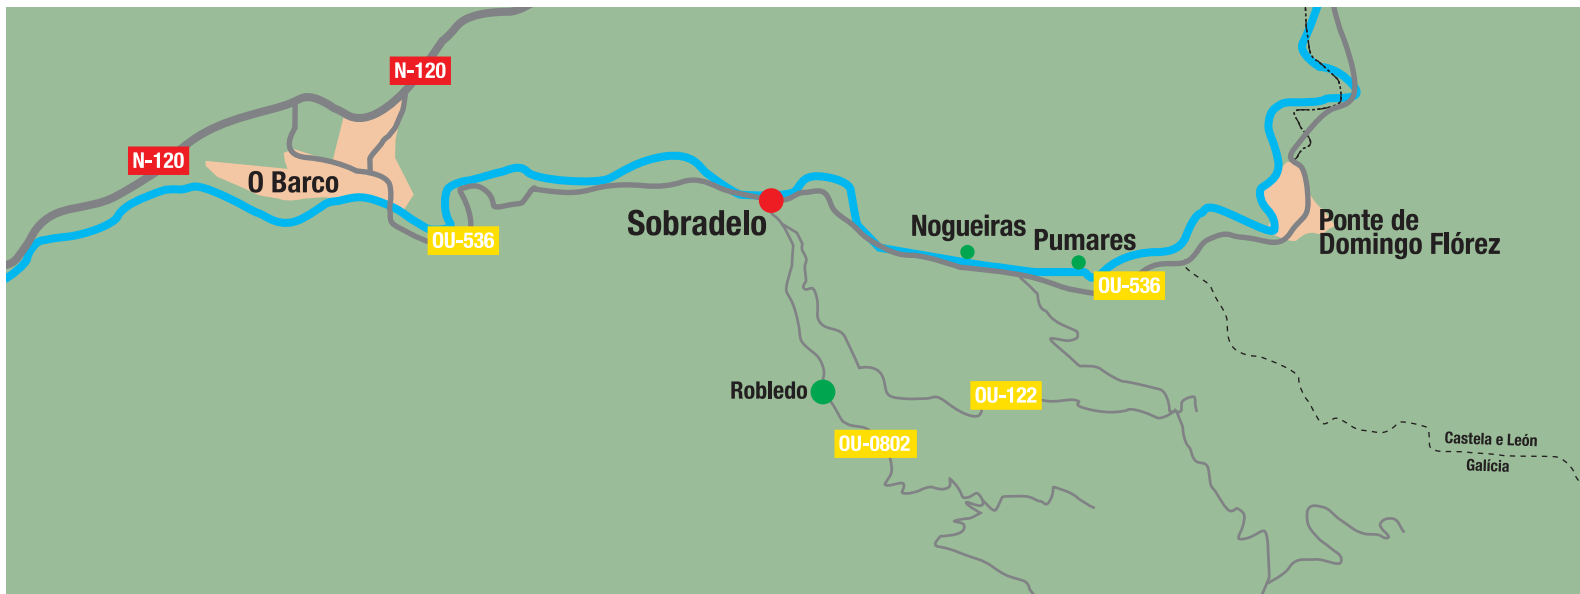 N-120
N-120
O Barco
OU-536
Sobradelo
Nogueiras
Pumares
Ponte de
Domingo Flórez
OU-536
Robledo
OU-122
OU-0802
Castela e León
Galícia